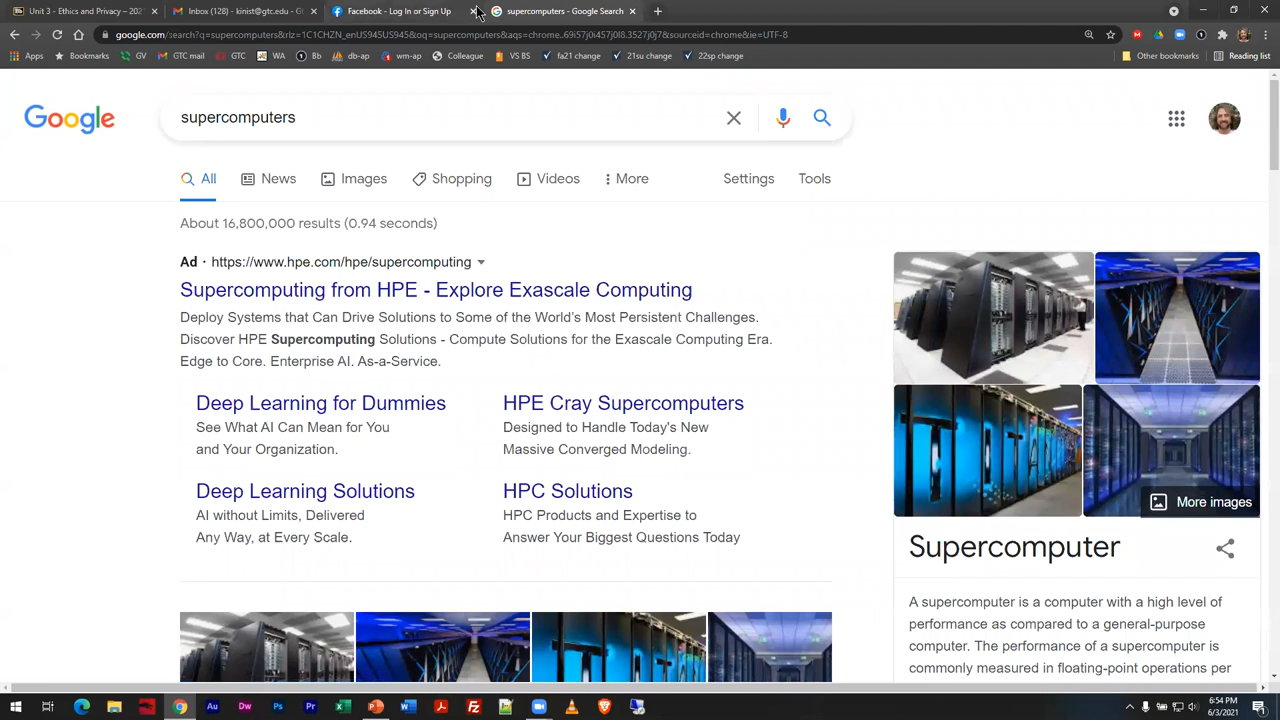 Unit 3 - Ethics and Privacy - 202
Inbox (128) - kinist@gtc.edu - G
Facebook - Log In or Sign Up
supercomputers - Google Search
google.com/search?q=supercomputers&rlz=1C1CHZN_enUS945US945&oq=supercomputers&aqs=chrome..69i57j0i457j0l8.3527j0j7&sourceid=chrome&ie=UTF-8
Apps
Bookmarks
GV
GTC mail
GTC
WA
Bb
db-ap
wm-ap
Colleague
VS BS
fa21 change
21su change
22sp change
Other bookmarks
Reading list
Google
supercomputers
All
News
Images
Shopping
Videos
More
Settings
Tools
About 16,800,000 results (0.94 seconds)
Ad · https://www.hpe.com/hpe/supercomputing
Supercomputing from HPE - Explore Exascale Computing
Deploy Systems that Can Drive Solutions to Some of the World's Most Persistent Challenges.
Discover HPE Supercomputing Solutions - Compute Solutions for the Exascale Computing Era.
Edge to Core. Enterprise AI. As-a-Service.
Deep Learning for Dummies
See What AI Can Mean for You
and Your Organization.
HPE Cray Supercomputers
Designed to Handle Today's New
Massive Converged Modeling.
Deep Learning Solutions
AI without Limits, Delivered
Any Way, at Every Scale.
HPC Solutions
HPC Products and Expertise to
Answer Your Biggest Questions Today
TITAN
More images
Supercomputer
A supercomputer is a computer with a high level of
performance as compared to a general-purpose
computer. The performance of a supercomputer is
commonly measured in floating-point operations per
TITAN
6:54 PM
6/3/2021